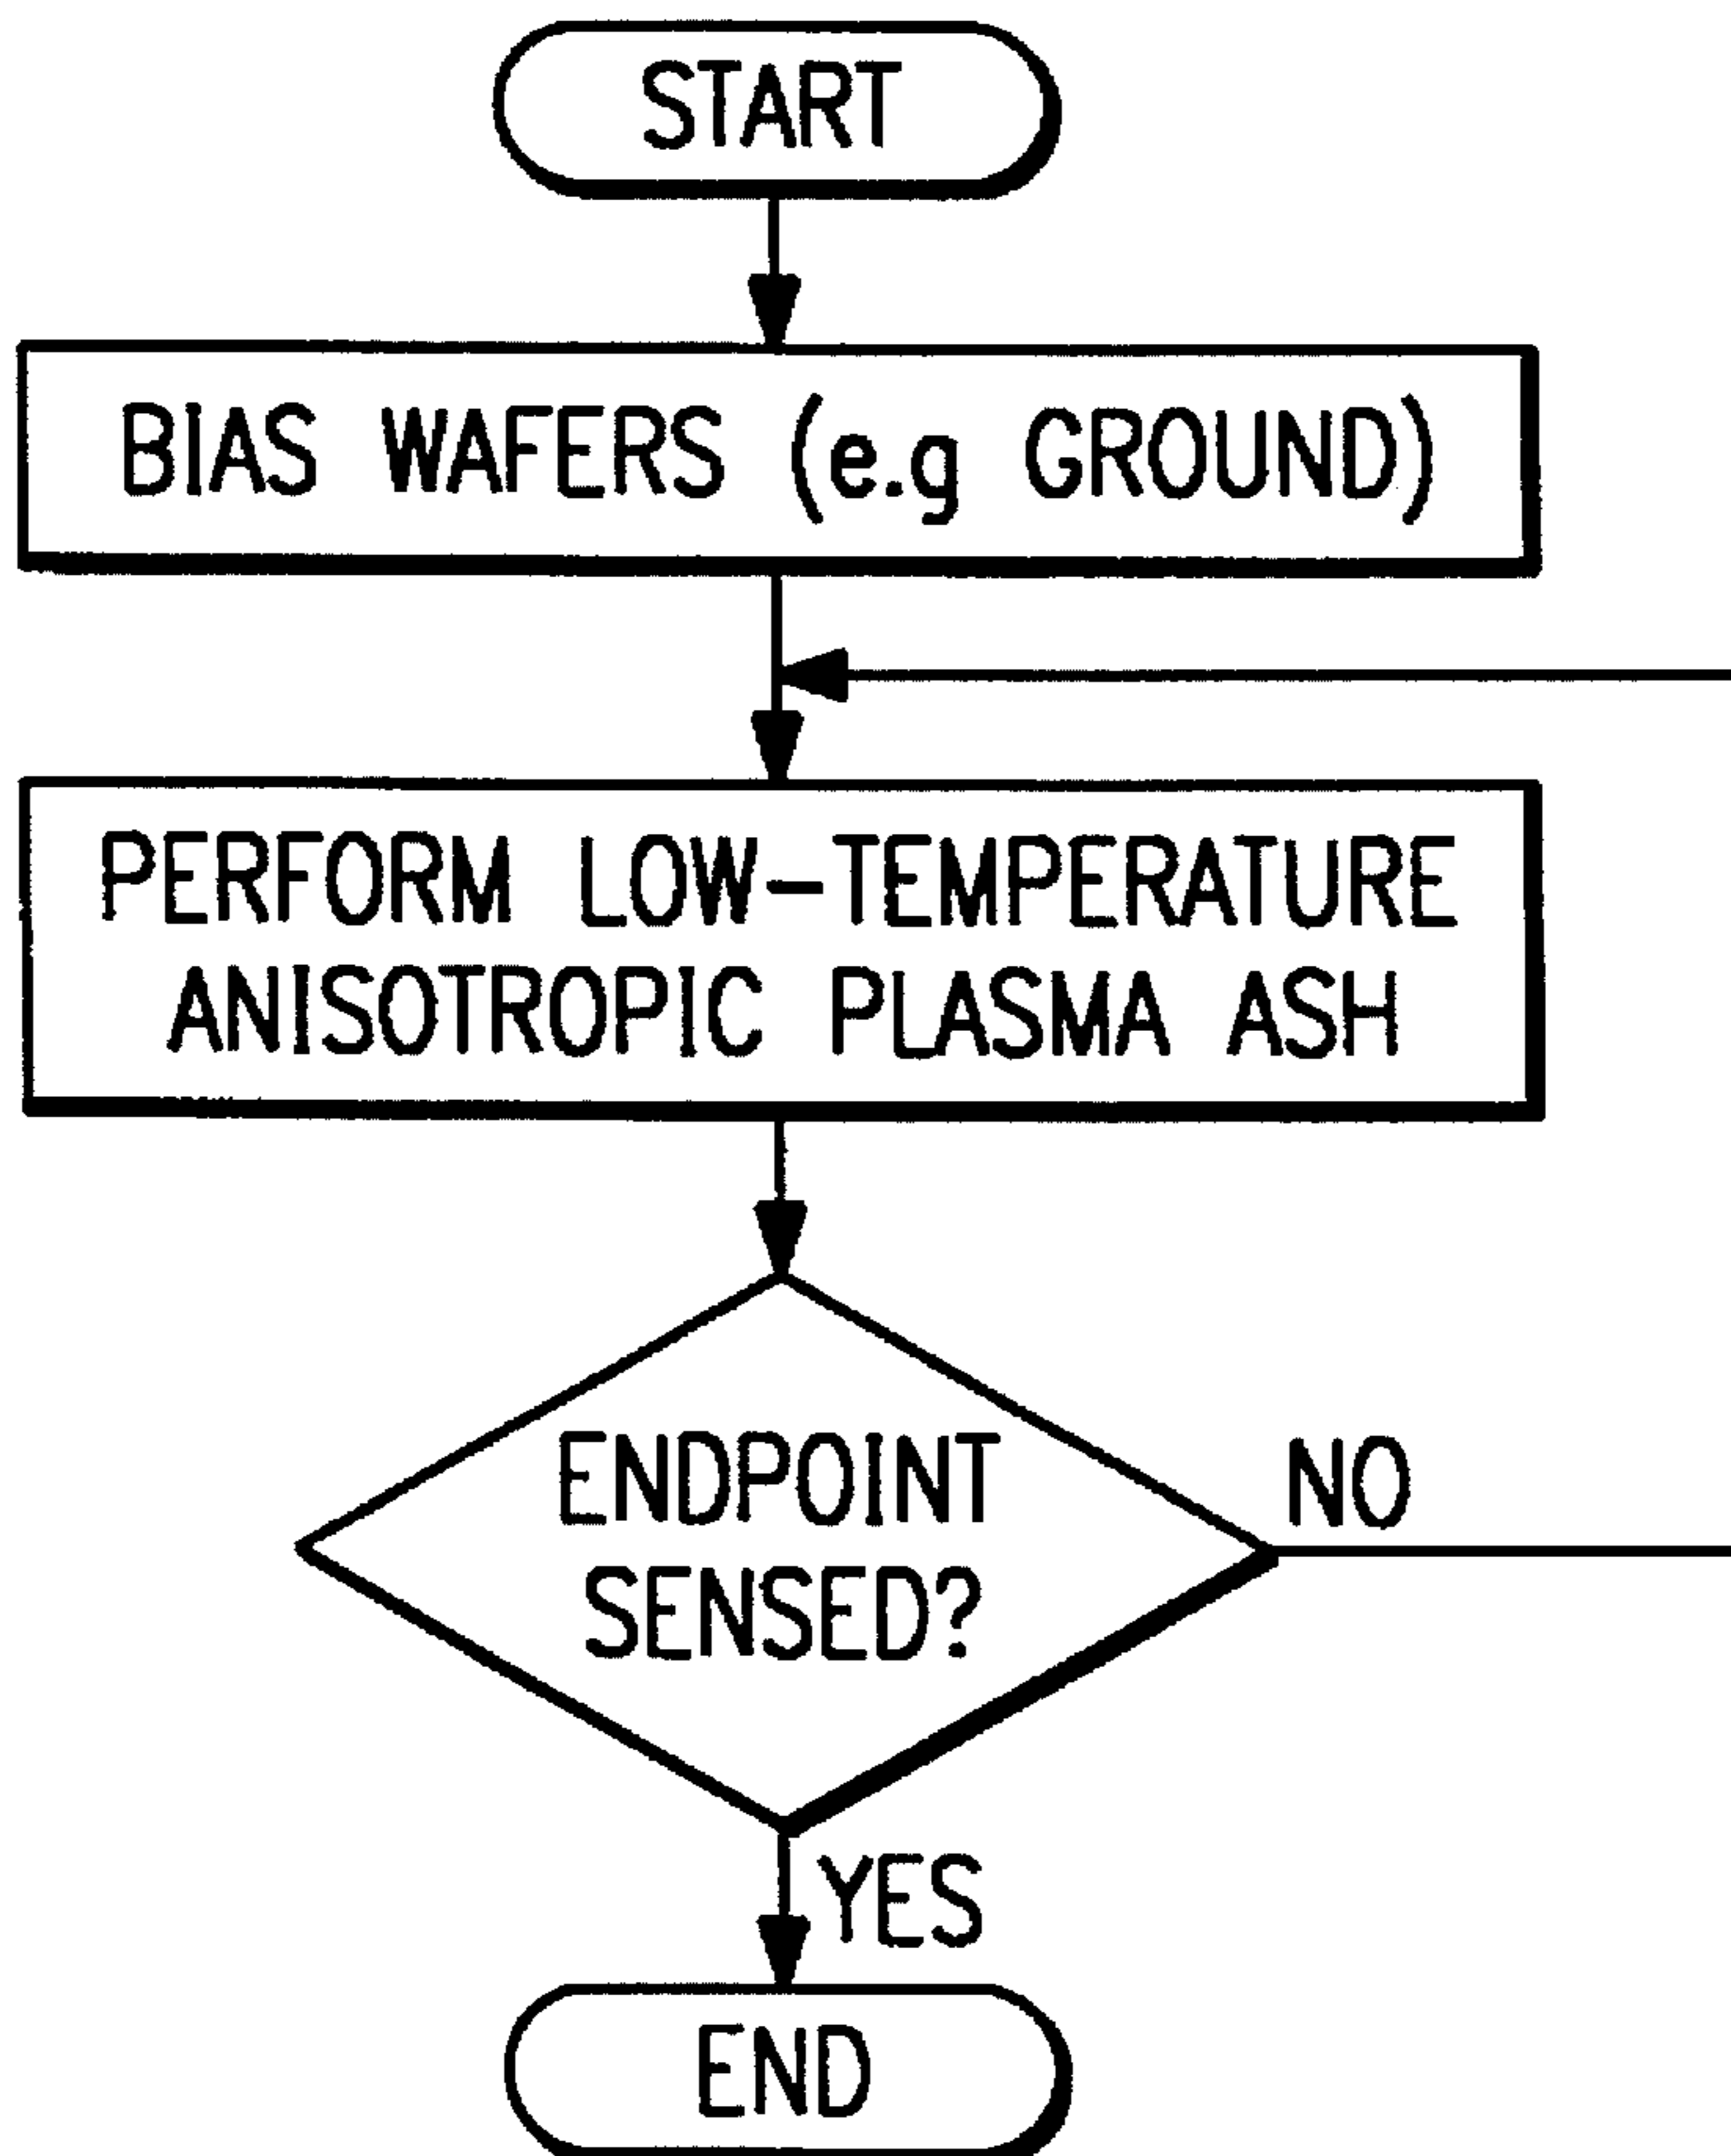 START
BIAS WAFERS (e.g GROUND)
PERFORM LOW-TEMPERATURE
ANISOTROPIC PLASMA ASH
ENDPOINT
SENSED?
NO
YES
END